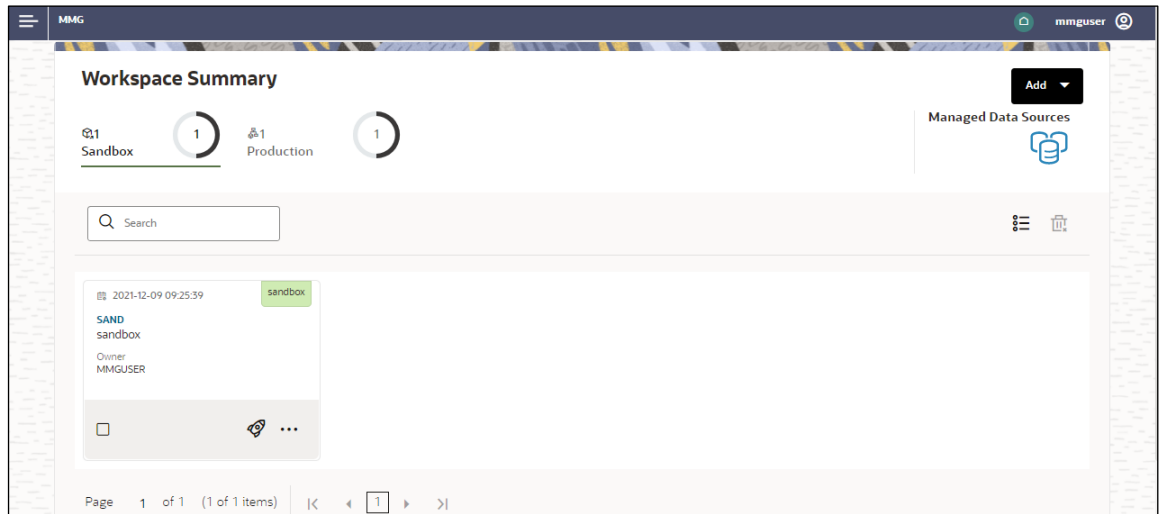 MMG
mmguser
Workspace Summary
Add
1
Sandbox
1
1
Production
1
Managed Data Sources
Search
2021-12-09 09:25:39
sandbox
SAND
sandbox
Owner
MMGUSER
Page 1 of 1 (1 of 1 items) 1